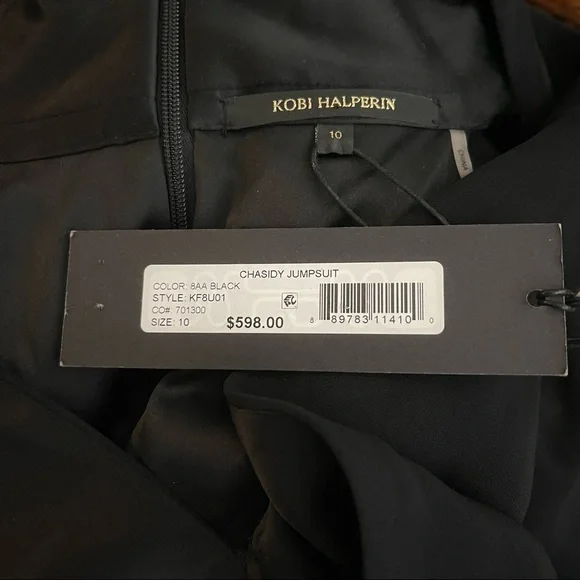 KOBI HALPERIN
10
CHINA
CHASIDY JUMPSUIT
COLOR: 8AA BLACK
STYLE: KF8U01
CO#: 701300
SIZE: 10
$598.00
8 89783 11410 0